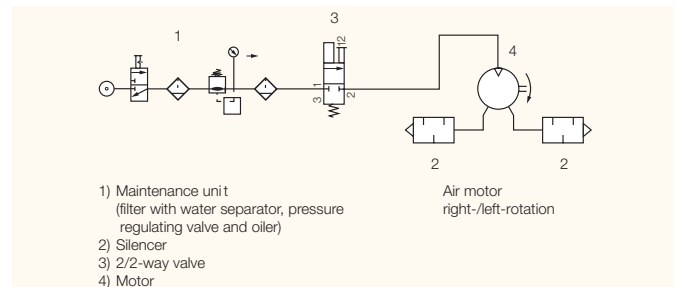 1
3
12
1
3
2
4
2
2
1) Maintenance unit
(filter with water separator, pressure
regulating valve and oiler)
2) Silencer
3) 2/2-way valve
4) Motor
Air motor
right-/left-rotation